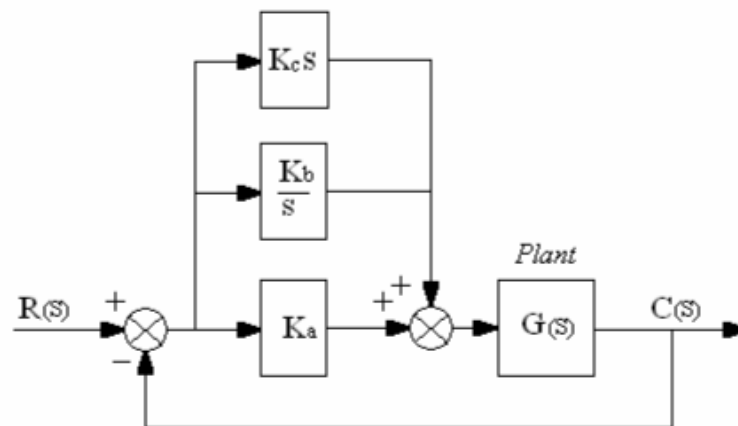 Kcs
Kb
s
Plant
R(s) + Ka + + G(s) C(s)
−